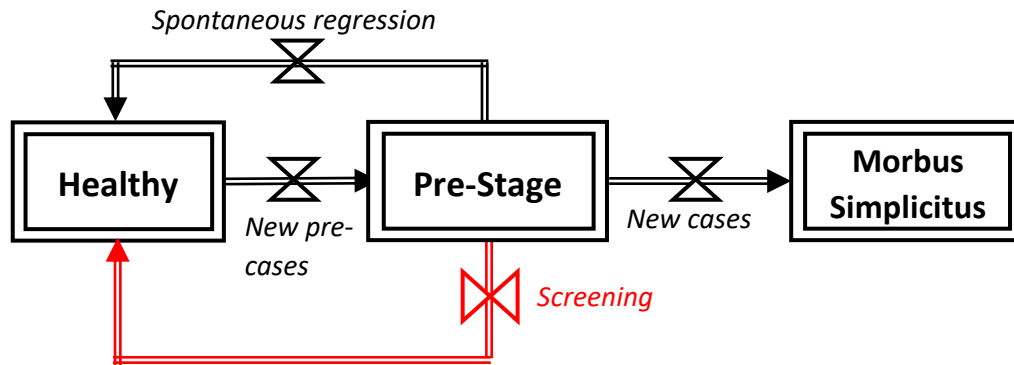 Spontaneous regression
Healthy
Pre-Stage
Morbus
Simplicitus
New pre-
cases
New cases
Screening